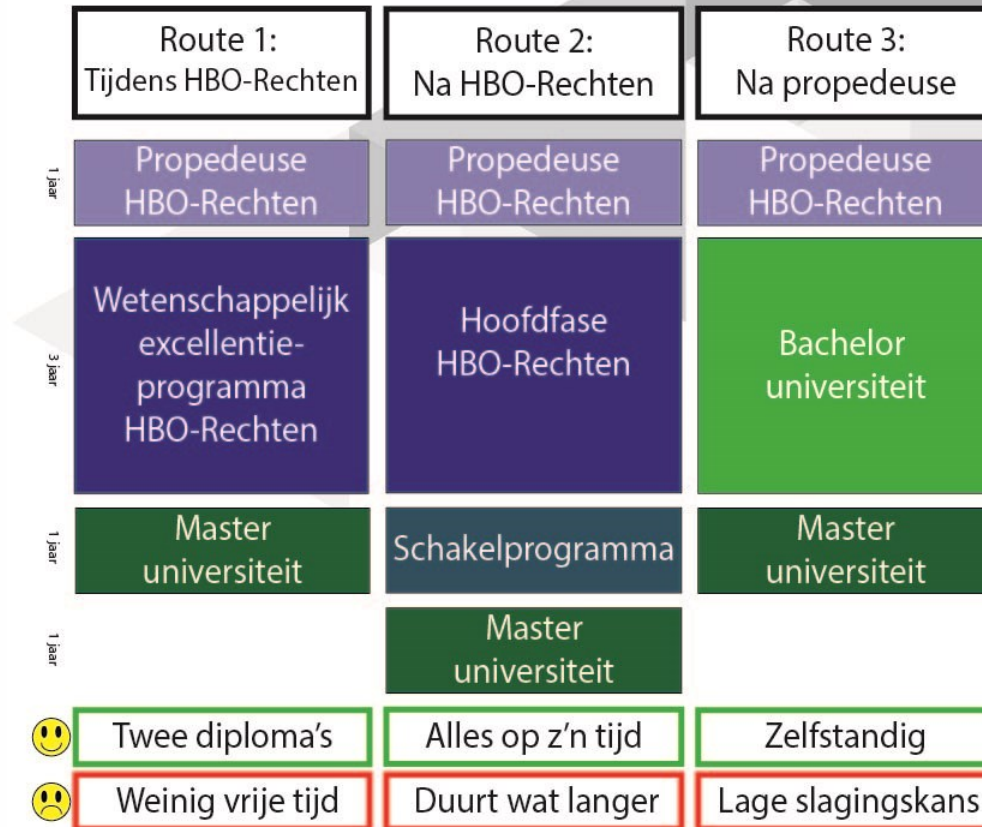 Route 1:
Tijdens HBO-Rechten
Route 2:
Na HBO-Rechten
Route 3:
Na propedeuse
1 jaar
Propedeuse
HBO-Rechten
Propedeuse
HBO-Rechten
Propedeuse
HBO-Rechten
3 jaar
Wetenschappelijk
excellentie-
programma
HBO-Rechten
Hoofdfase
HBO-Rechten
Bachelor
universiteit
1 jaar
Master
universiteit
Schakelprogramma
Master
universiteit
1 jaar
Master
universiteit
Twee diploma's
Alles op z'n tijd
Zelfstandig
Weinig vrije tijd
Duurt wat langer
Lage slagingskans